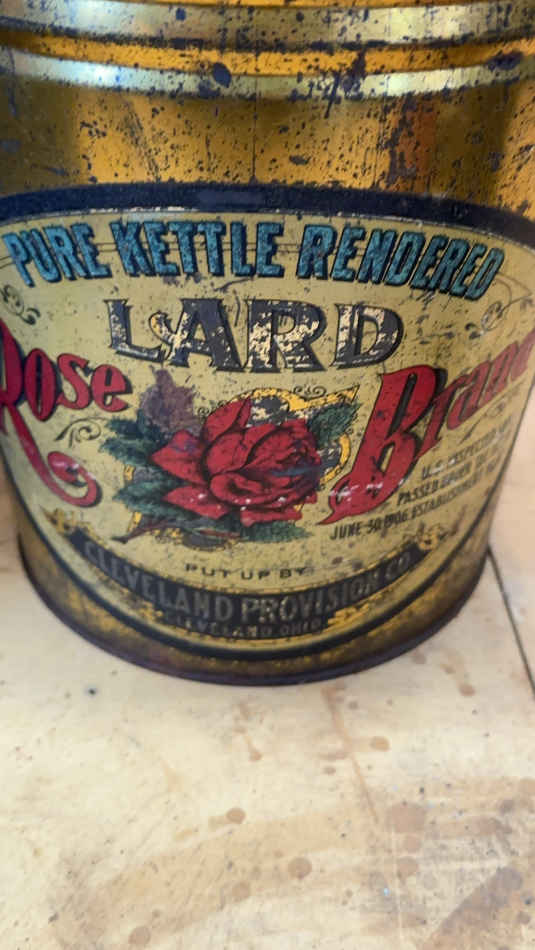 PURE KETTLE RENDERED
LARD
Rose Brand
U.S. INSPECTED
PASSED UNDER THE
JUNE 30, 1906 ESTABLISHMENT
PUT UP BY
CLEVELAND PROVISION CO
CLEVELAND OHIO